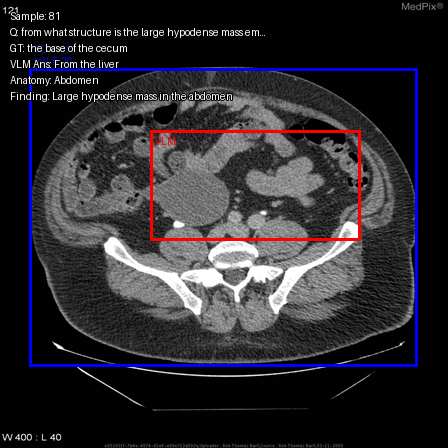 MedPix®
Sample: 81
Q: from what structure is the large hypodense mass em...
GT: the base of the cecum
VLM Ans: From the liver
Anatomy: Abdomen
Finding: Large hypodense mass in the abdomen
VLM
W 400 : L 40